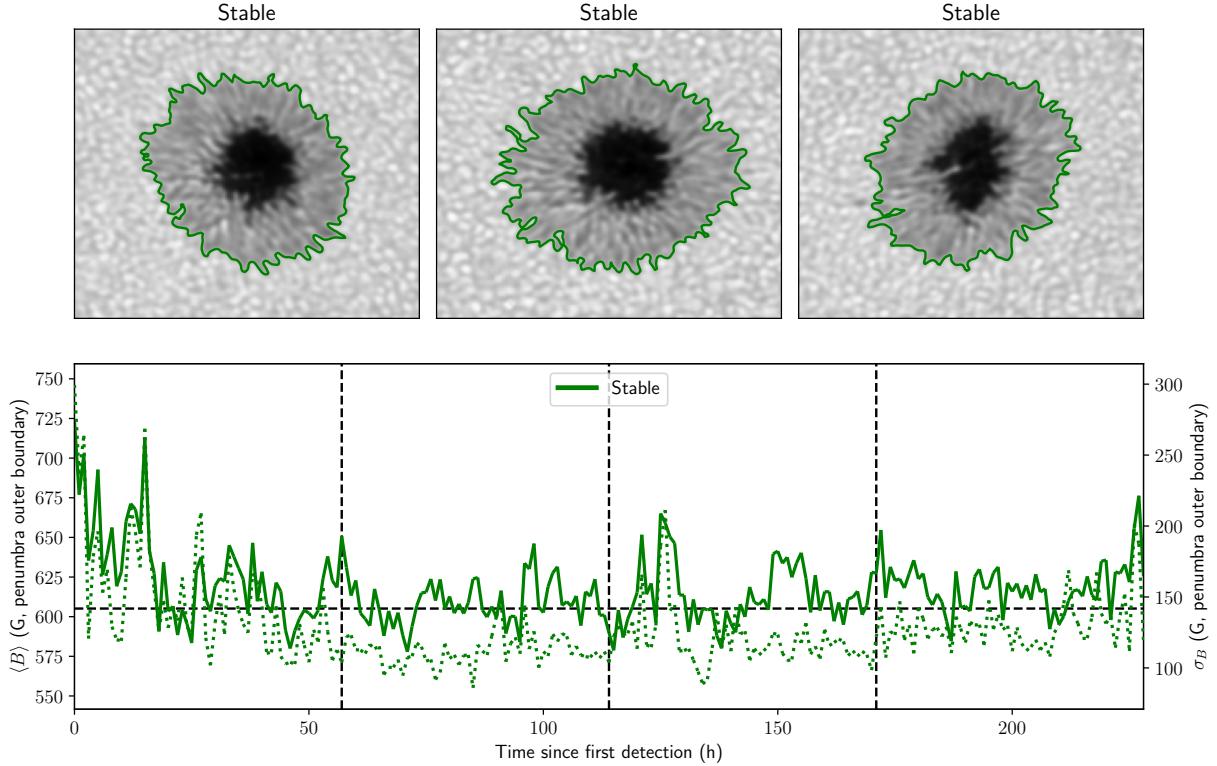 Stable Stable Stable
750
725
700
675
650
625
600
575
550
⟨B⟩ (G, penumbra outer boundary)
Stable
300
250
200
150
100
σ_B (G, penumbra outer boundary)
0 50 100 150 200
Time since first detection (h)